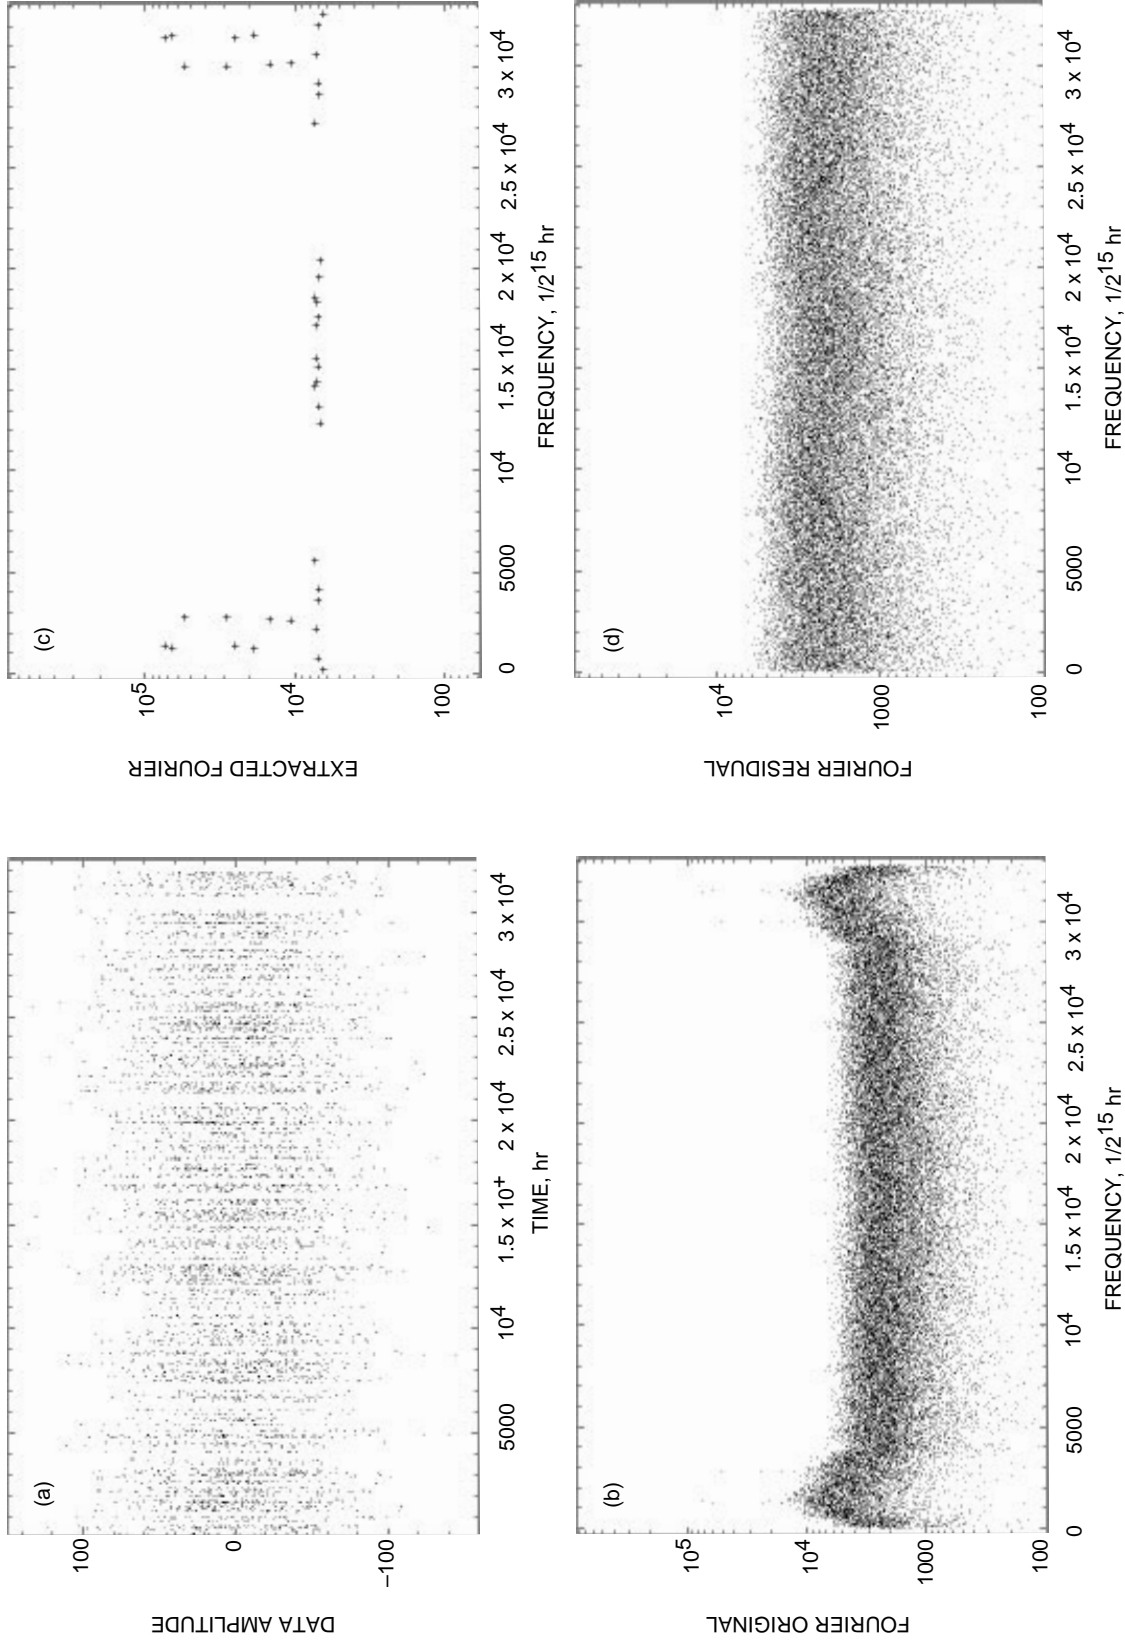 (a)
DATA AMPLITUDE
100
0
–100
5000
10⁴
1.5 x 10⁺
2 x 10⁴
2.5 x 10⁴
3 x 10⁴
TIME, hr
(c)
EXTRACTED FOURIER
10⁵
10⁴
100
0
5000
10⁴
1.5 x 10⁴
2 x 10⁴
2.5 x 10⁴
3 x 10⁴
FREQUENCY, 1/2¹⁵ hr
(b)
FOURIER ORIGINAL
10⁵
10⁴
1000
100
0
5000
10⁴
1.5 x 10⁴
2 x 10⁴
2.5 x 10⁴
3 x 10⁴
FREQUENCY, 1/2¹⁵ hr
(d)
FOURIER RESIDUAL
10⁴
1000
100
0
5000
10⁴
1.5 x 10⁴
2 x 10⁴
2.5 x 10⁴
3 x 10⁴
FREQUENCY, 1/2¹⁵ hr